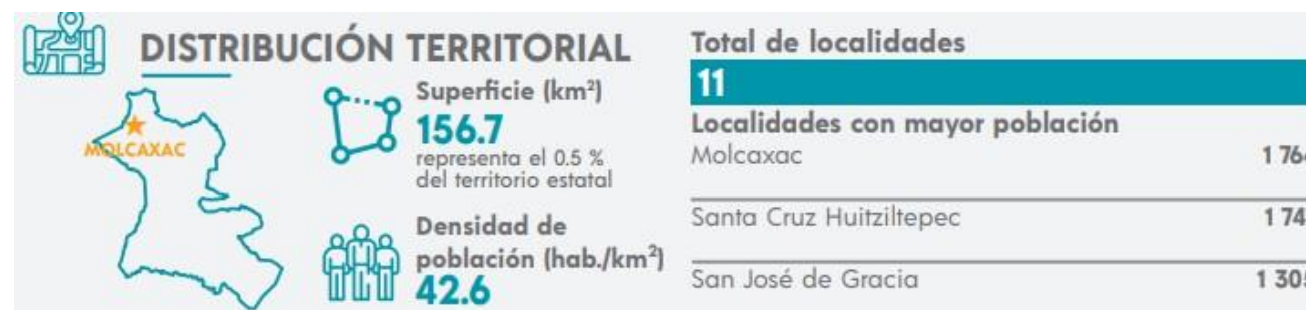 DISTRIBUCIÓN TERRITORIAL
MOLCAXAC
Superficie (km²)
156.7
representa el 0.5 %
del territorio estatal
Densidad de
población (hab./km²)
42.6
Total de localidades
11
Localidades con mayor población
Molcaxac
Santa Cruz Huitziltepec
San José de Gracia